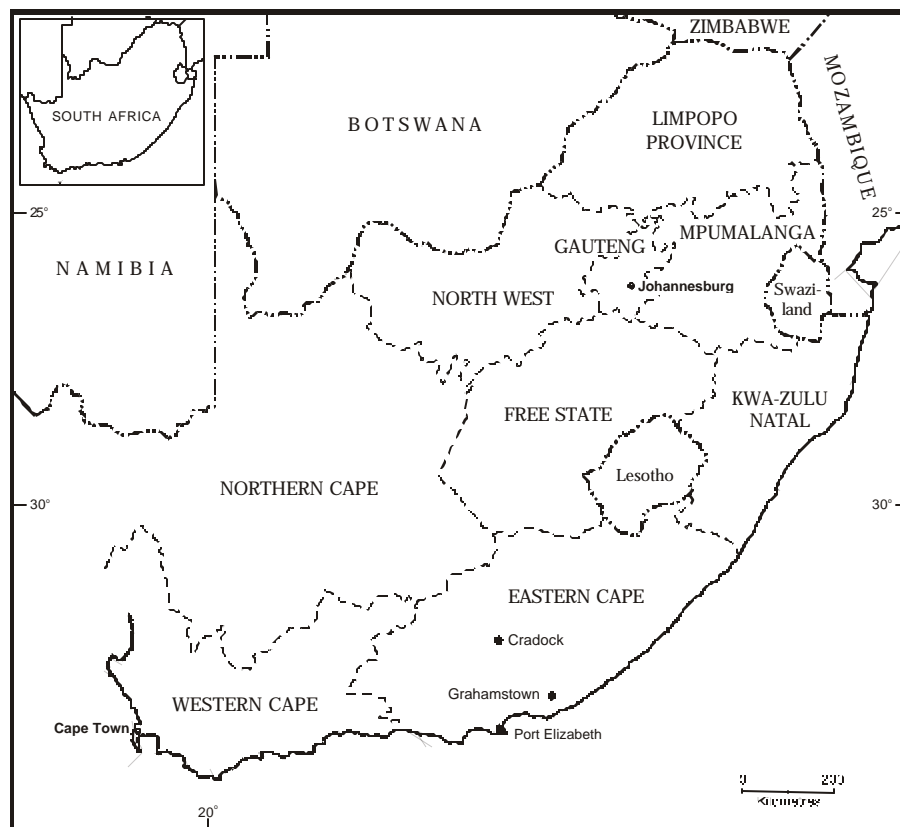 ZIMBABWE
MOZAMBIQUE
SOUTH AFRICA
BOTSWANA
LIMPOPO
PROVINCE
25°
25°
NAMIBIA
GAUTENG
MPUMALANGA
NORTH WEST
Johannesburg
Swazi-
land
FREE STATE
KWA-ZULU
NATAL
Lesotho
NORTHERN CAPE
30°
30°
EASTERN CAPE
Cradock
Grahamstown
WESTERN CAPE
Cape Town
Port Elizabeth
0 200
20°